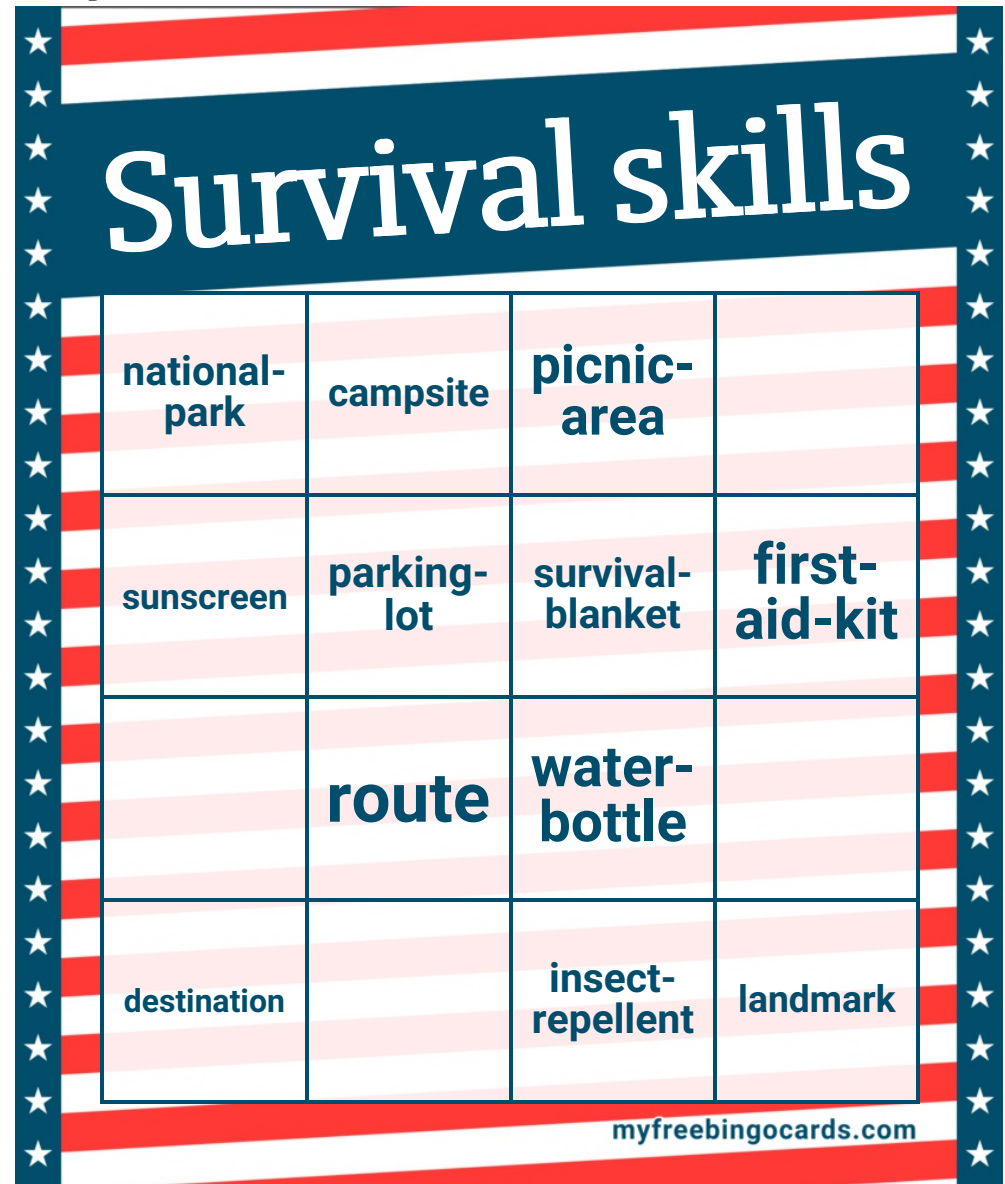 Survival skills
national-
park
campsite
picnic-
area
sunscreen
parking-
lot
survival-
blanket
first-
aid-kit
route
water-
bottle
destination
insect-
repellent
landmark
myfreebingocards.com